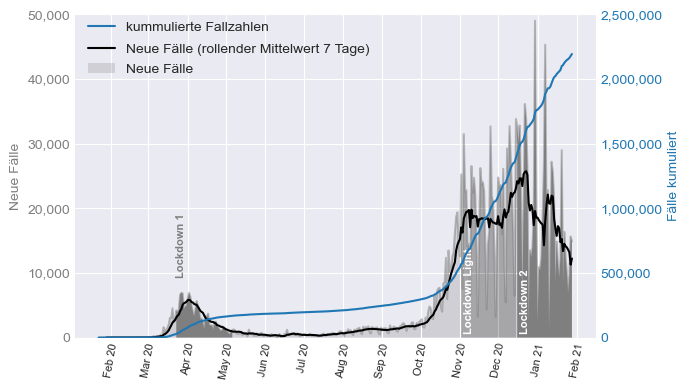 50,000
40,000
30,000
20,000
10,000
0
Neue Fälle
kummulierte Fallzahlen
Neue Fälle (rollender Mittelwert 7 Tage)
Neue Fälle
Lockdown 1
Lockdown Light
Lockdown 2
2,500,000
2,000,000
1,500,000
1,000,000
500,000
0
Fälle kumuliert
Feb 20
Mar 20
Apr 20
May 20
Jun 20
Jul 20
Aug 20
Sep 20
Oct 20
Nov 20
Dec 20
Jan 21
Feb 21